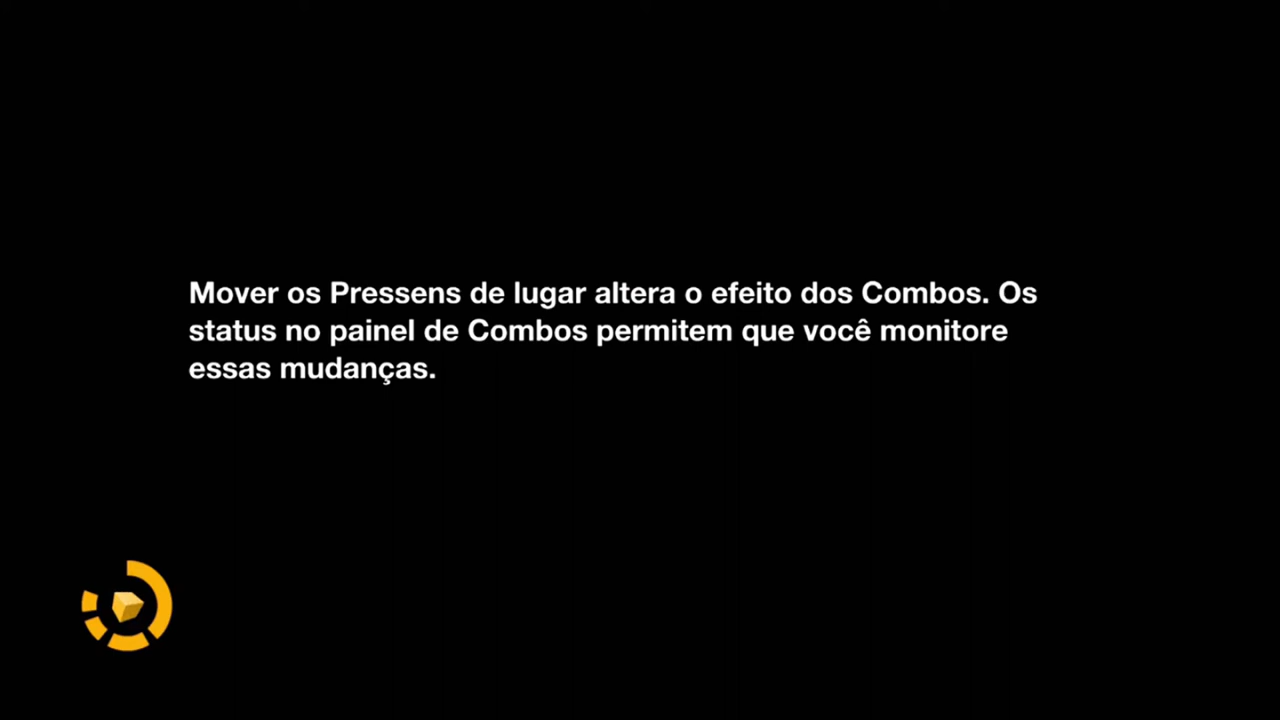 Mover os Pressens de lugar altera o efeito dos Combos. Os
status no painel de Combos permitem que você monitore
essas mudanças.